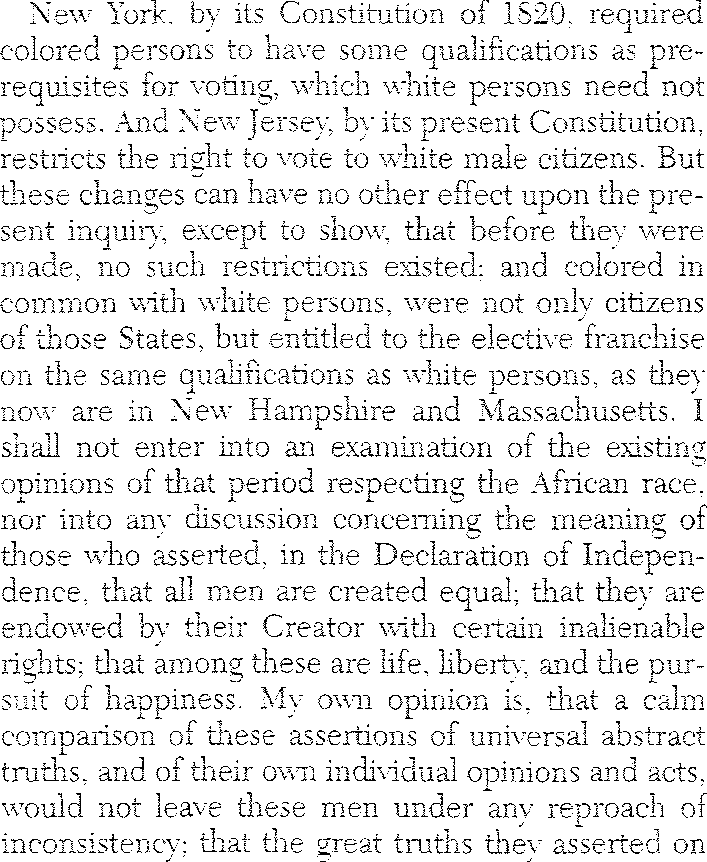 New York, by its Constitution of 1820, required
colored persons to have some qualifications as pre-
requisites for voting, which white persons need not
possess. And New Jersey, by its present Constitution,
restricts the right to vote to white male citizens. But
these changes can have no other effect upon the pre-
sent inquiry, except to show, that before they were
made, no such restrictions existed; and colored in
common with white persons, were not only citizens
of those States, but entitled to the elective franchise
on the same qualifications as white persons, as they
now are in New Hampshire and Massachusetts. I
shall not enter into an examination of the existing
opinions of that period respecting the African race,
nor into any discussion concerning the meaning of
those who asserted, in the Declaration of Indepen-
dence, that all men are created equal; that they are
endowed by their Creator with certain inalienable
rights; that among these are life, liberty, and the pur-
suit of happiness. My own opinion is, that a calm
comparison of these assertions of universal abstract
truths, and of their own individual opinions and acts,
would not leave these men under any reproach of
inconsistency; that the great truths they asserted on